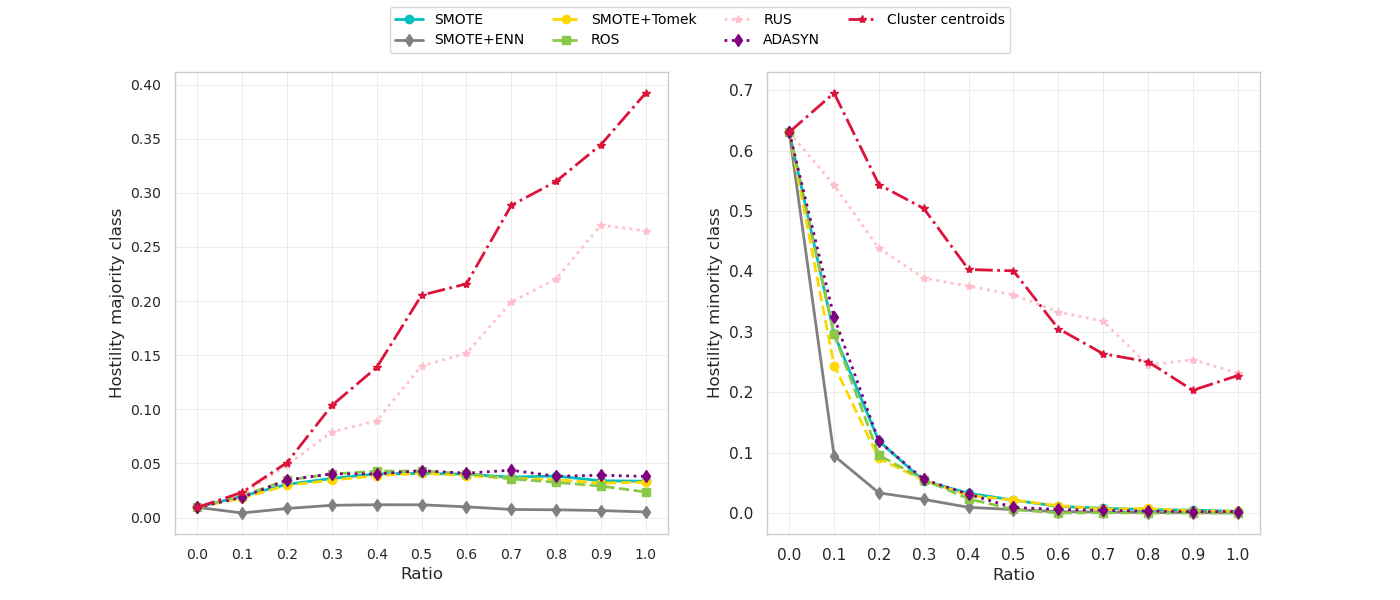 SMOTE SMOTE+Tomek RUS Cluster centroids
SMOTE+ENN ROS ADASYN
Hostility majority class
0.40
0.35
0.30
0.25
0.20
0.15
0.10
0.05
0.00
0.0 0.1 0.2 0.3 0.4 0.5 0.6 0.7 0.8 0.9 1.0
Ratio
Hostility minority class
0.7
0.6
0.5
0.4
0.3
0.2
0.1
0.0
0.0 0.1 0.2 0.3 0.4 0.5 0.6 0.7 0.8 0.9 1.0
Ratio